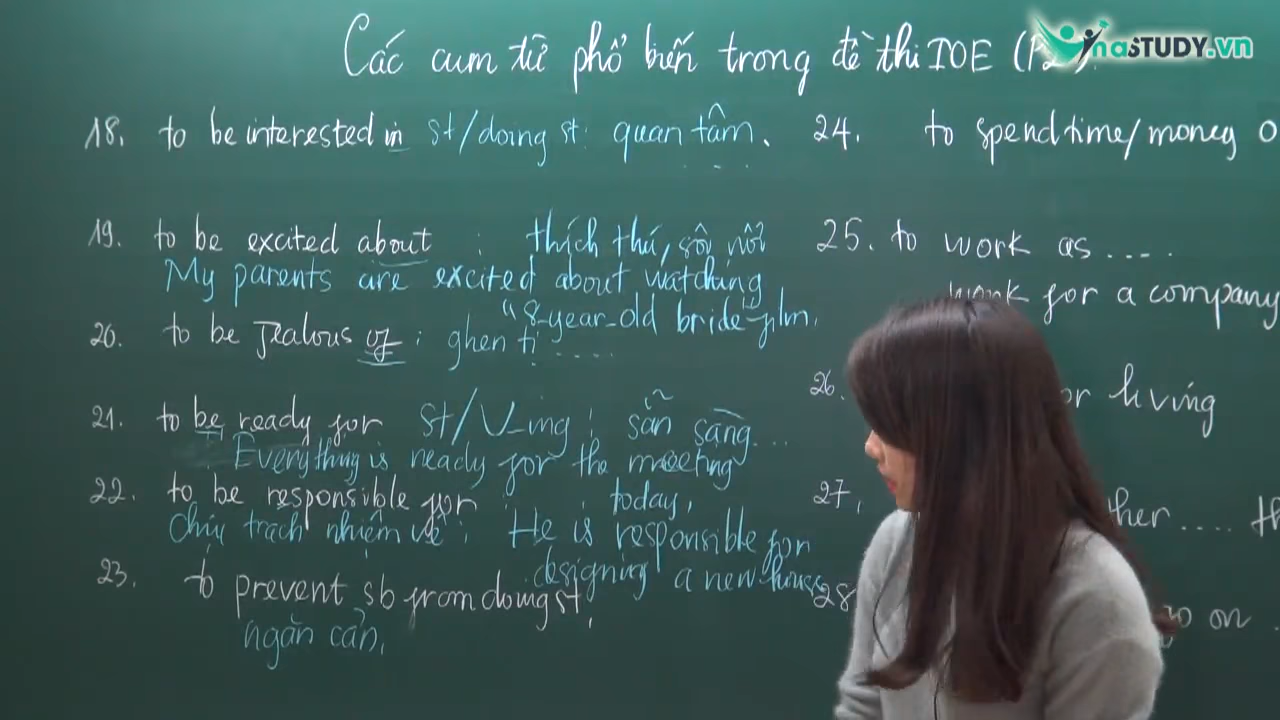 Các cụm từ phổ biến trong đề thi IOE (P2).
VinaSTUDY.vn
18. to be interested in st/doing st: quan tâm.
19. to be excited about : thích thú, sôi nổi
My parents are excited about watching
"8-year-old bride" film.
20. to be jealous of : ghen tị ....
21. to be ready for st/V-ing : sẵn sàng...
Everything is ready for the meeting
today.
22. to be responsible for :
chịu trách nhiệm về : He is responsible for
designing a new house
23. to prevent sb from doing st.
ngăn cản.
24. to spend time/money
25. to work as ....
work for a company
26. living
27.
28 on